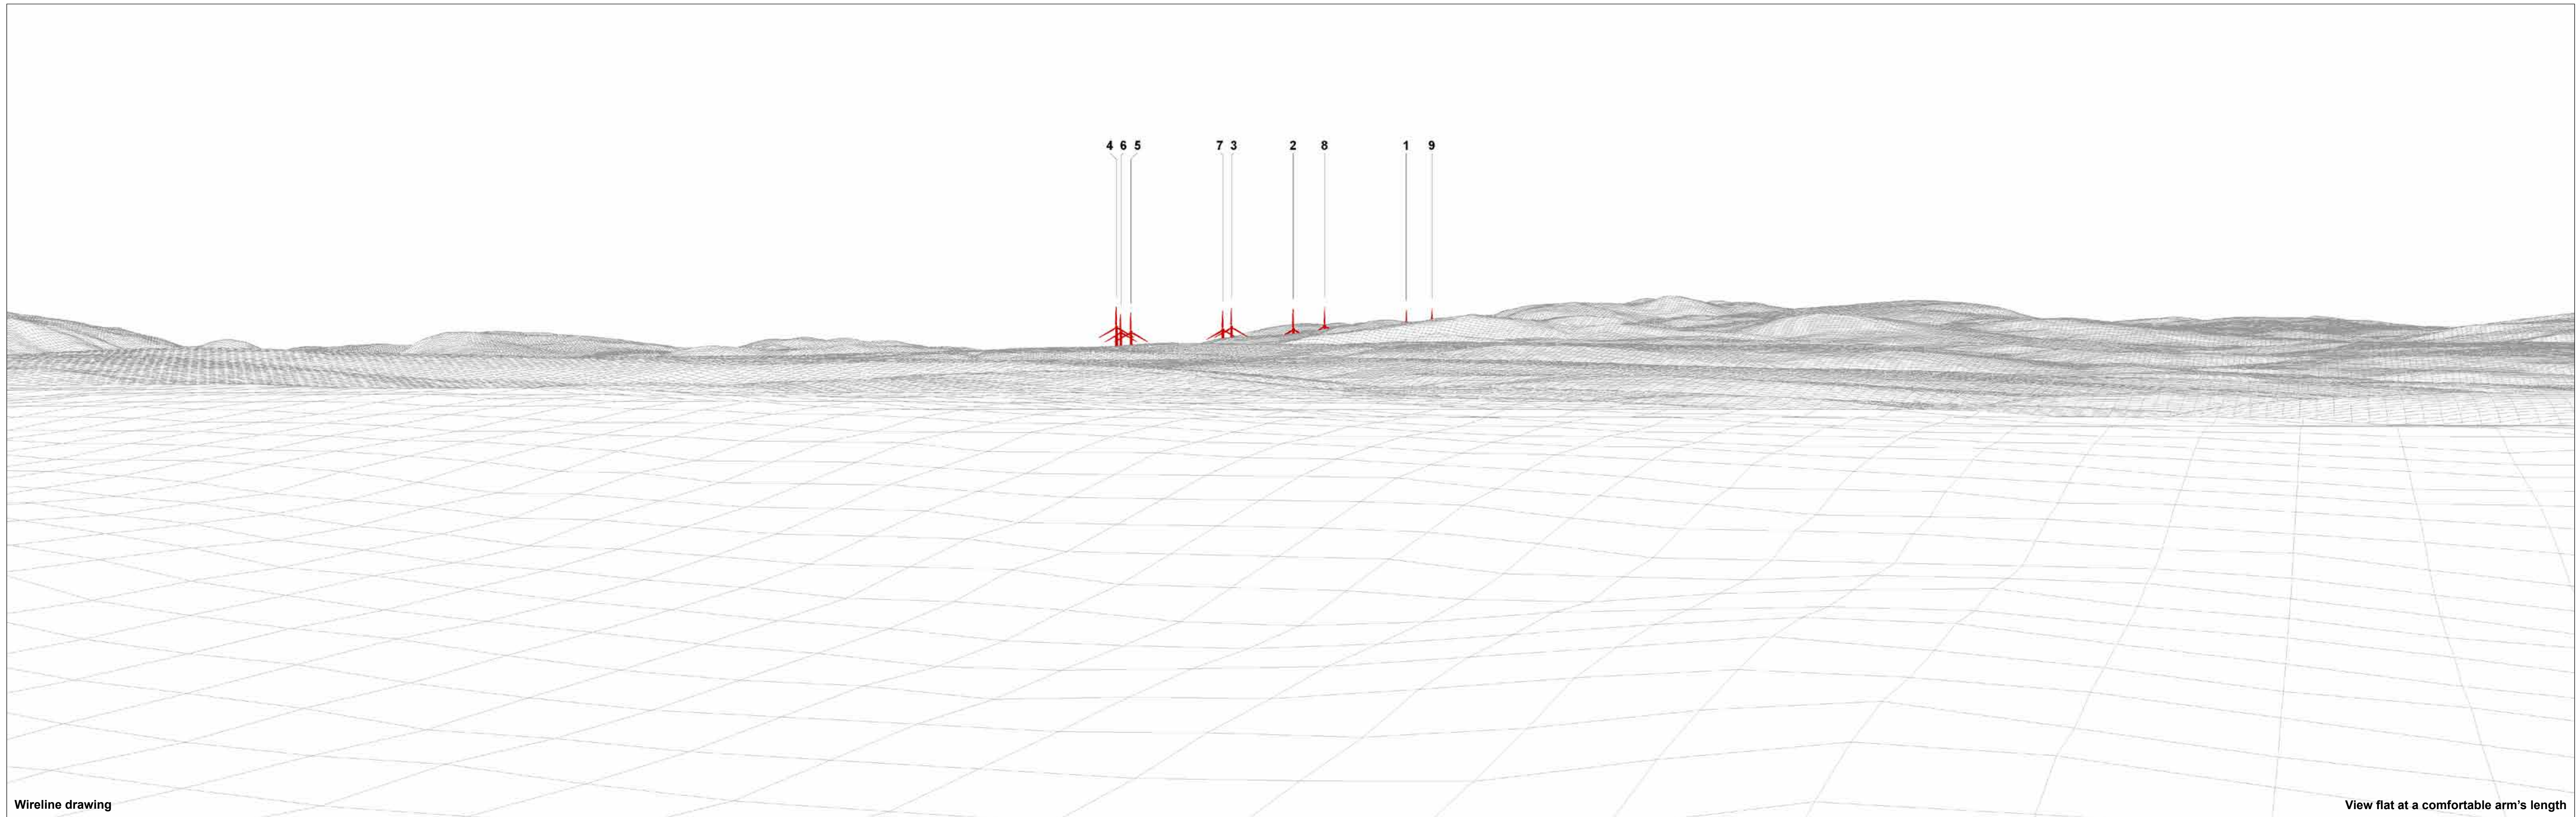 4 6 5 7 3 2 8 1 9
Wireline drawing
View flat at a comfortable arm's length